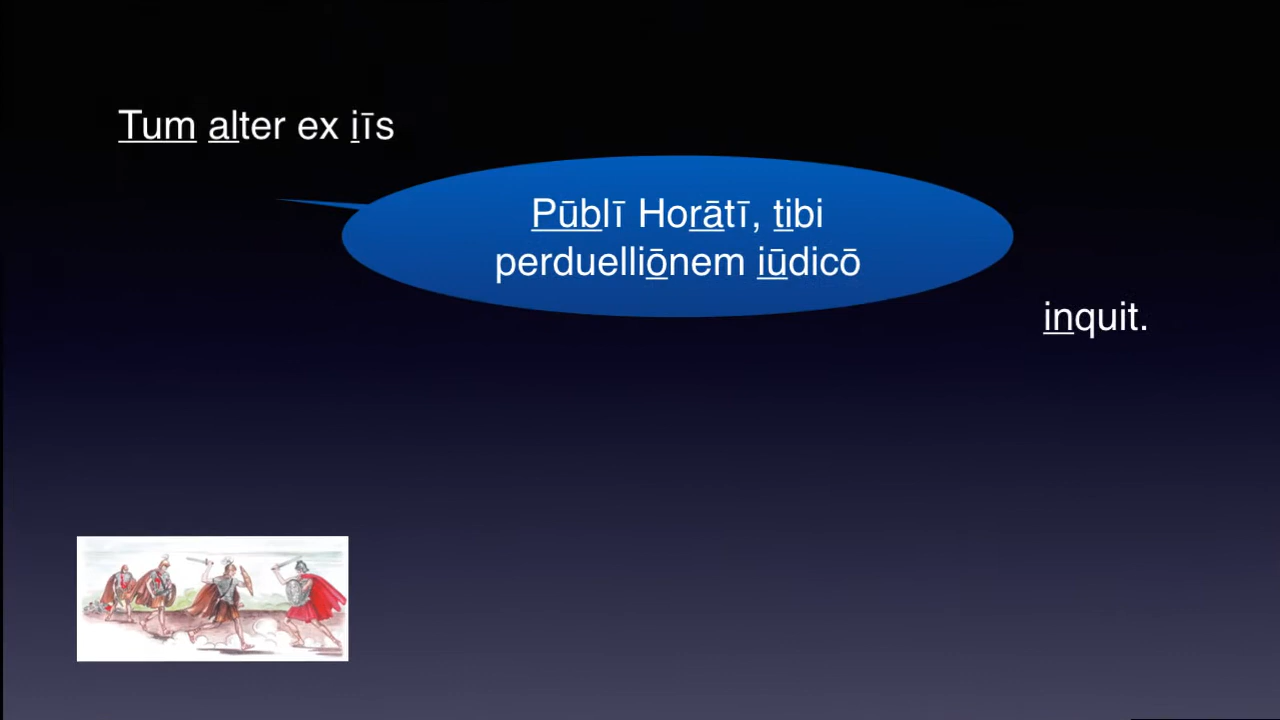 Tum alter ex iīs
Pūblī Horātī, tibi
perduelliōnem iūdicō
inquit.